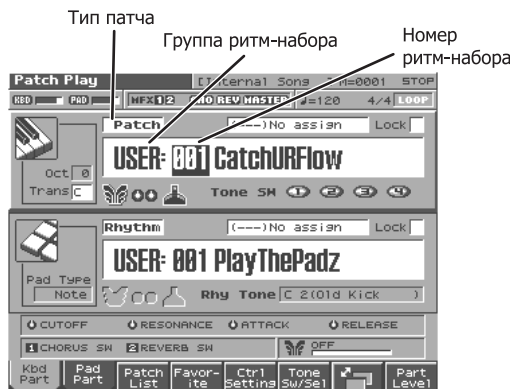 Тип патча
Группа ритм-набора
Номер
ритм-набора
Patch Play
[Internal Song ] M=0001 STOP
KBD PAD MFX 1 2 CHO REV MASTER ♩=120 4/4 LOOP
Patch (---)No assign Lock
USER: 001 CatchURFlow
Oct 0
Trans C
Tone SW 1 2 3 4
Rhythm (---)No assign Lock
USER: 001 PlayThePadz
Pad Type
Note
Rhy Tone C 2(Old Kick )
CUTOFF RESONANCE ATTACK RELEASE
1 CHORUS SW 2 REVERB SW OFF
Kbd Part
Pad Part
Patch List
Favor-ite
Ctrl Setting
Tone Sw/Sel
Part Level